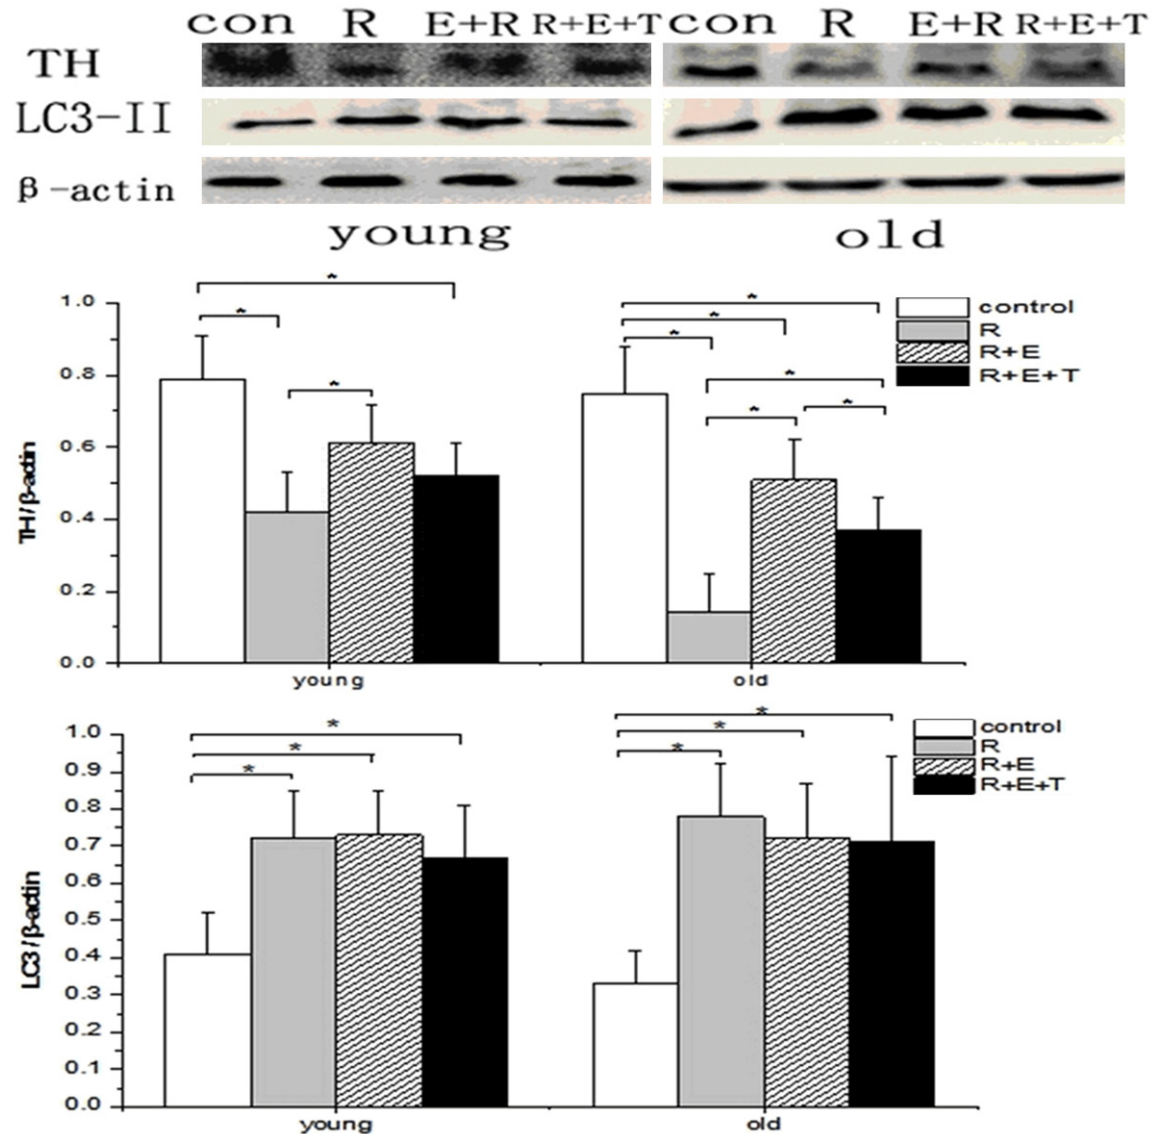 con R E+R R+E+T con R E+R R+E+T
TH
LC3-II
β-actin
young old
* * * * * * * * *
1.0
0.8
0.6
0.4
0.2
0.0
TH/β-actin
control
R
R+E
R+E+T
young old
* * * * * *
1.0
0.9
0.8
0.7
0.6
0.5
0.4
0.3
0.2
0.1
0.0
LC3/β-actin
control
R
R+E
R+E+T
young old